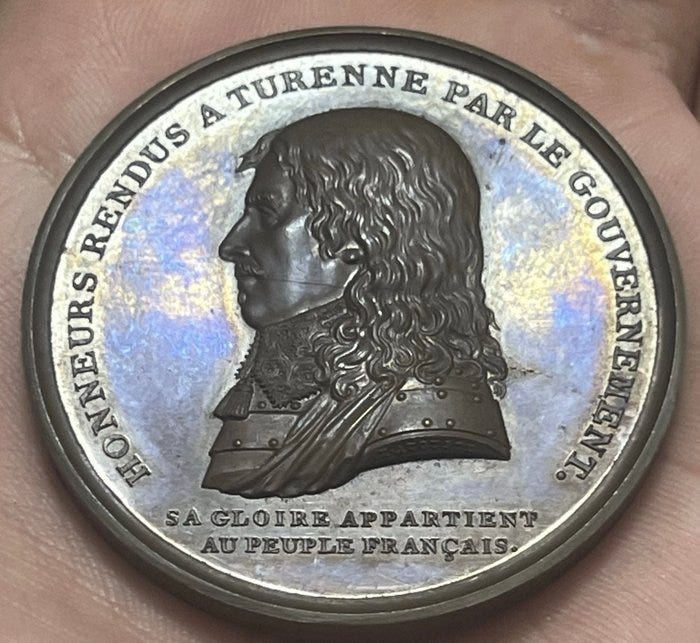 HONNEURS RENDUS A TURENNE PAR LE GOUVERNEMENT.
SA GLOIRE APPARTIENT
AU PEUPLE FRANÇAIS.